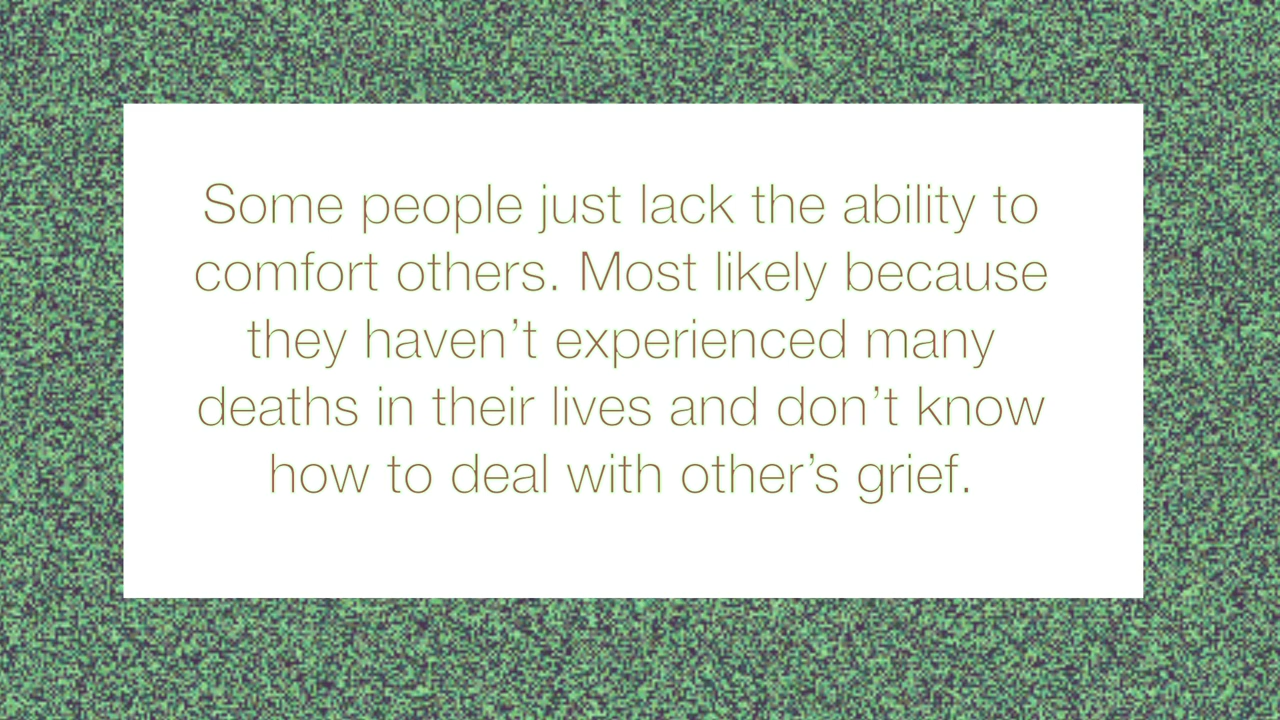 Some people just lack the ability to
comfort others. Most likely because
they haven’t experienced many
deaths in their lives and don’t know
how to deal with other’s grief.